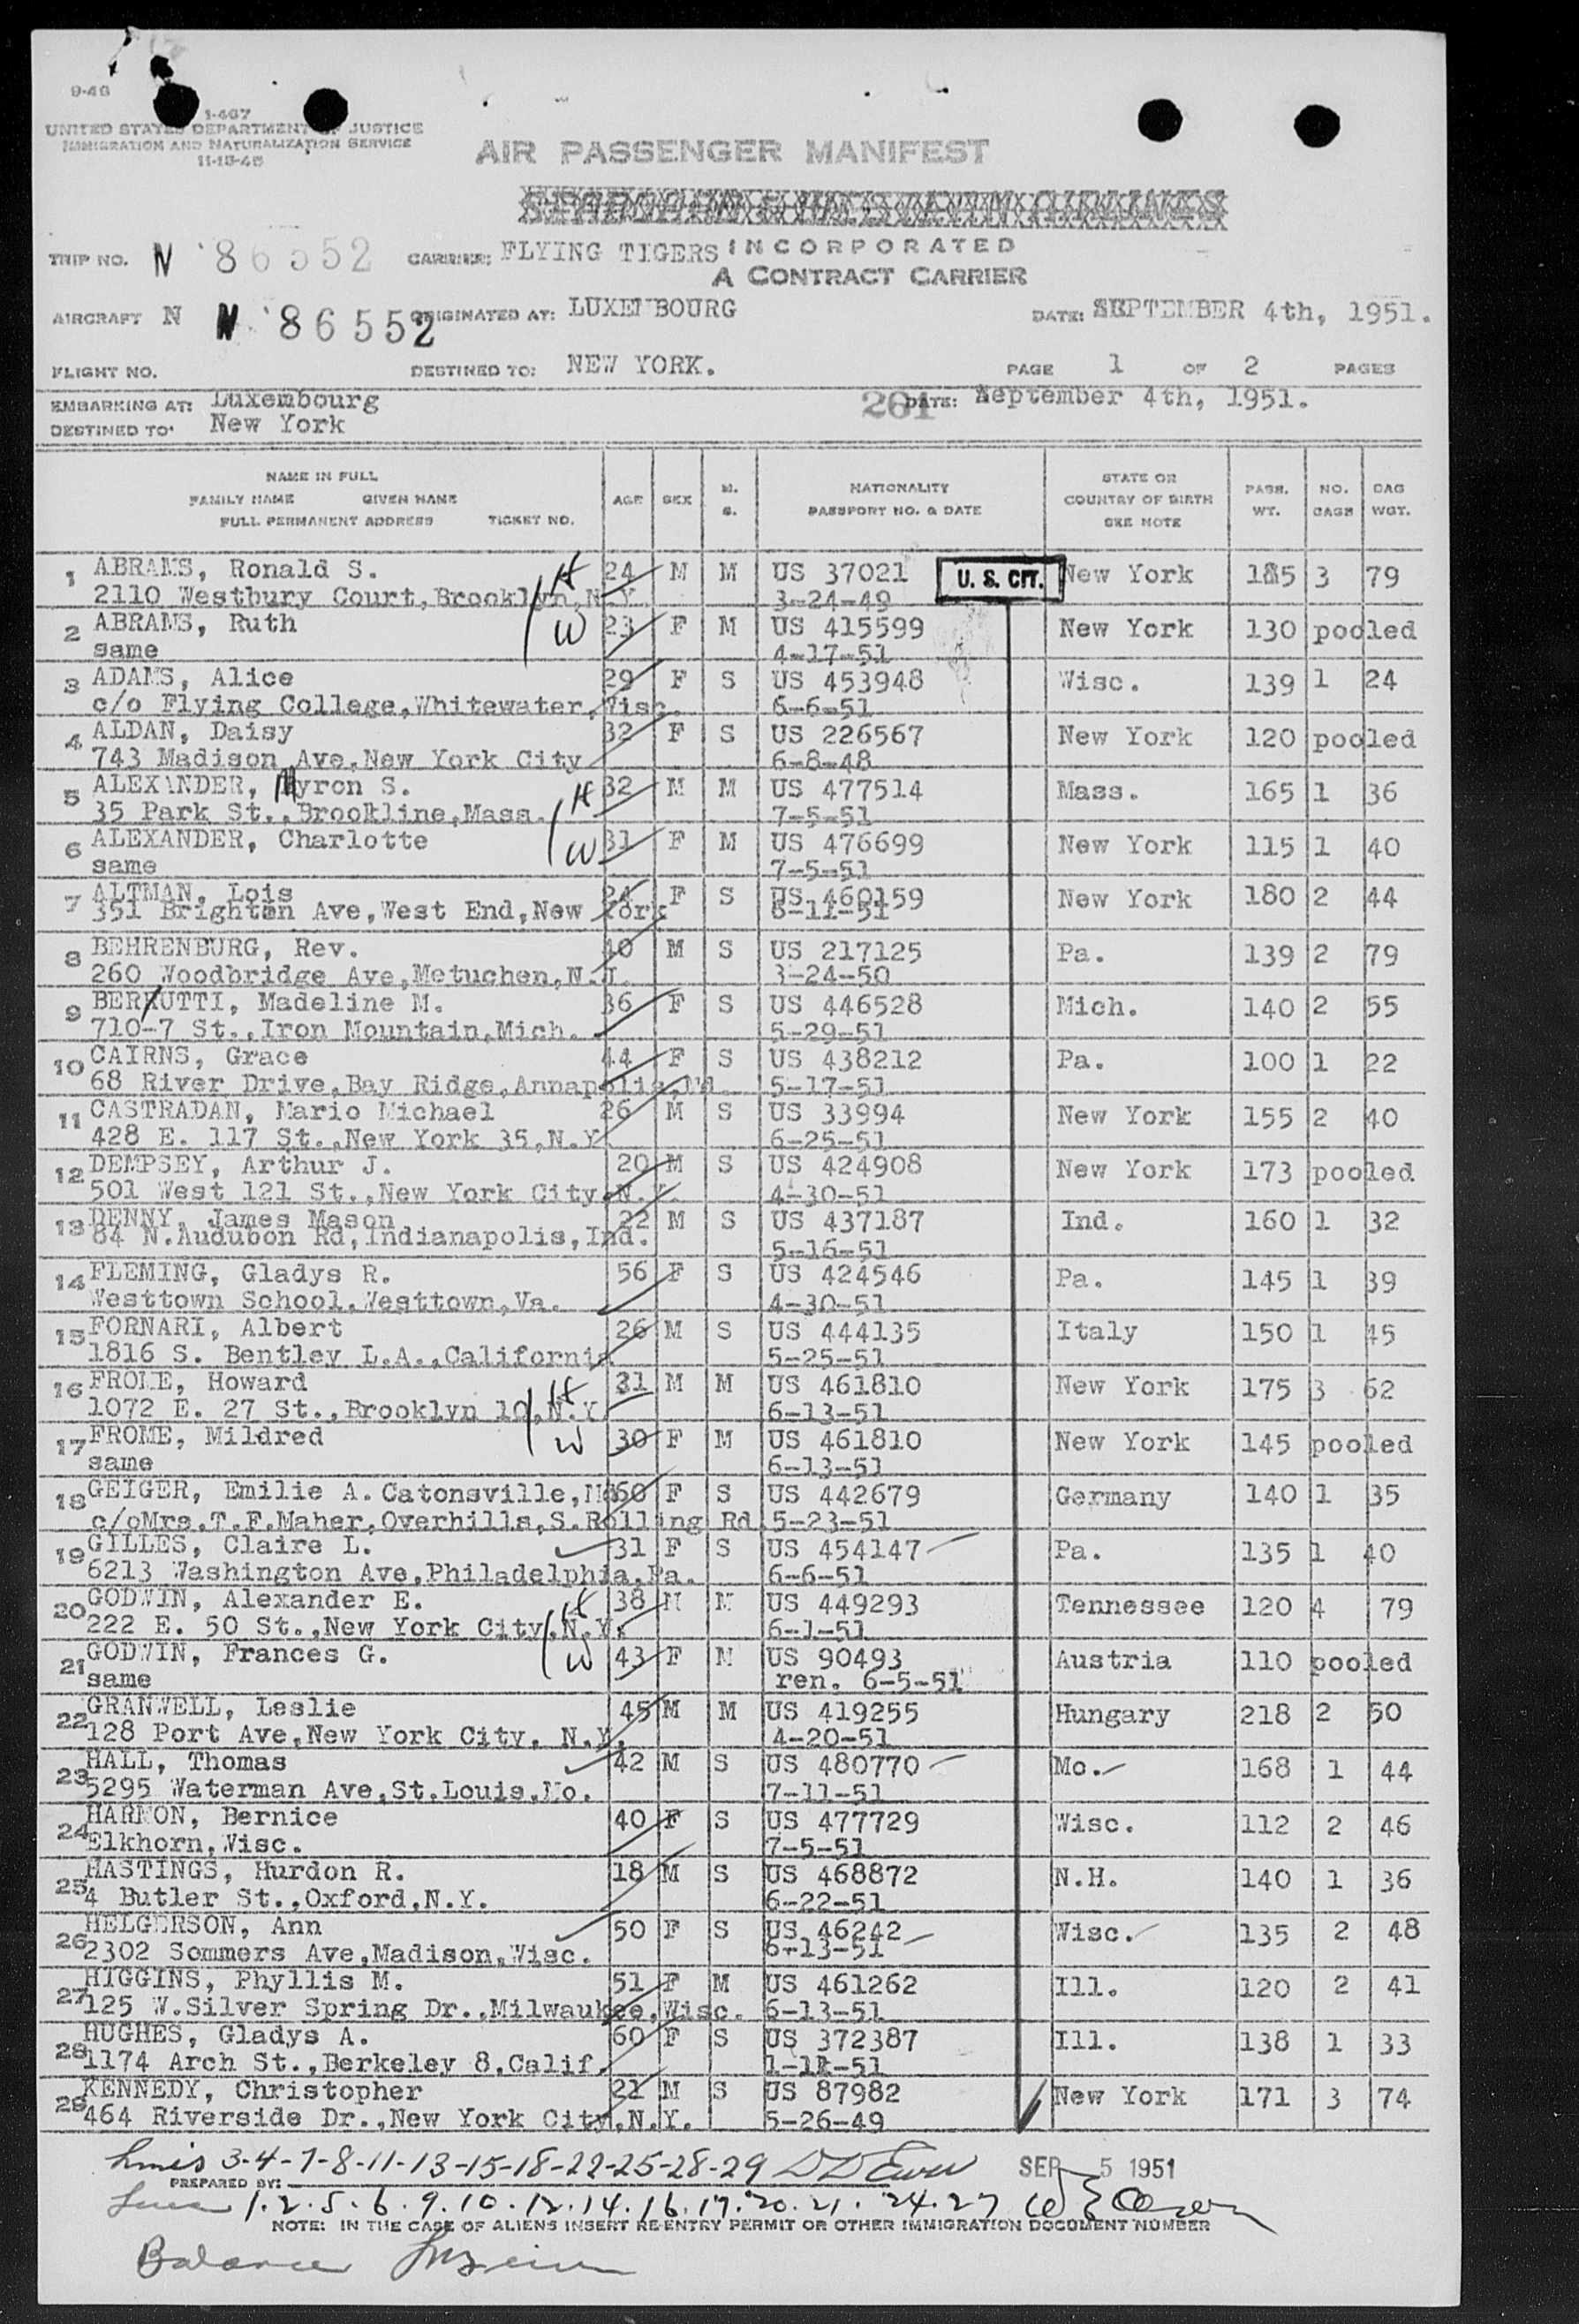 9-48
1-467
UNITED STATES DEPARTMENT OF JUSTICE
IMMIGRATION AND NATURALIZATION SERVICE
11-15-45
AIR PASSENGER MANIFEST
TRIP NO. N 86552 CARRIER: FLYING TIGERS INCORPORATED
A CONTRACT CARRIER
AIRCRAFT N N 86552 ORIGINATED AT: LUXEMBOURG DATE: SEPTEMBER 4th, 1951.
FLIGHT NO. DESTINED TO: NEW YORK. PAGE 1 OF 2 PAGES
EMBARKING AT: Luxembourg 261 DATE: September 4th, 1951.
DESTINED TO: New York
NAME IN FULL
FAMILY NAME GIVEN NAME
FULL PERMANENT ADDRESS TICKET NO. AGE SEX M. S. NATIONALITY PASSPORT NO. & DATE STATE OR COUNTRY OF BIRTH SEE NOTE PASS. WT. NO. BAGS BAG WGT.
1 ABRAMS, Ronald S. H 24 M M US 37021 U. S. CIT. New York 185 3 79
2110 Westbury Court,Brooklyn,N.Y. 3-24-49
2 ABRAMS, Ruth W 23 F M US 415599 New York 130 pooled
same 4-17-51
3 ADAMS, Alice 29 F S US 453948 Wisc. 139 1 24
c/o Flying College,Whitewater,Wisc. 6-6-51
4 ALDAN, Daisy 32 F S US 226567 New York 120 pooled
743 Madison Ave,New York City 6-8-48
5 ALEXANDER, Myron S. H 32 M M US 477514 Mass. 165 1 36
35 Park St.,Brookline,Mass. 7-5-51
6 ALEXANDER, Charlotte W 31 F M US 476699 New York 115 1 40
same 7-5-51
7 ALTMAN, Lois 24 F S US 460159 New York 180 2 44
351 Brighton Ave,West End,New York 6-11-51
8 BEHRENBURG, Rev. 40 M S US 217125 Pa. 139 2 79
260 Woodbridge Ave,Metuchen,N.J. 3-24-50
9 BERUTTI, Madeline M. 36 F S US 446528 Mich. 140 2 55
710-7 St.,Iron Mountain,Mich. 5-29-51
10 CAIRNS, Grace 44 F S US 438212 Pa. 100 1 22
68 River Drive,Bay Ridge,Annapolis,Md. 5-17-51
11 CASTRADAN, Mario Michael 26 M S US 33994 New York 155 2 40
428 E. 117 St.,New York 35,N.Y. 6-25-51
12 DEMPSEY, Arthur J. 20 M S US 424908 New York 173 pooled
501 West 121 St.,New York City,N.Y. 4-30-51
13 DENNY, James Mason 22 M S US 437187 Ind. 160 1 32
84 N.Audubon Rd,Indianapolis,Ind. 5-16-51
14 FLEMING, Gladys R. 56 F S US 424546 Pa. 145 1 39
Westtown School,Westtown,Va. 4-30-51
15 FORNARI, Albert 26 M S US 444135 Italy 150 1 45
1816 S. Bentley L.A.,California 5-25-51
16 FROME, Howard H 31 M M US 461810 New York 175 3 62
1072 E. 27 St.,Brooklyn 10,N.Y. 6-13-51
17 FROME, Mildred W 30 F M US 461810 New York 145 pooled
same 6-13-51
18 GEIGER, Emilie A. Catonsville,Md 60 F S US 442679 Germany 140 1 35
c/oMrs.T.F.Maher,Overhills,S.Rolling Rd. 5-23-51
19 GILLES, Claire L. 31 F S US 454147 Pa. 135 1 40
6213 Washington Ave,Philadelphia,Pa. 6-6-51
20 GODWIN, Alexander E. H 38 M M US 449293 Tennessee 120 4 79
222 E. 50 St.,New York City,N.Y. 6-1-51
21 GODWIN, Frances G. W 43 F M US 90493 Austria 110 pooled
same ren. 6-5-51
22 GRANWELL, Leslie 45 M M US 419255 Hungary 218 2 50
128 Port Ave,New York City, N.Y. 4-20-51
23 HALL, Thomas 42 M S US 480770 Mo. 168 1 44
5295 Waterman Ave,St.Louis,Mo. 7-11-51
24 HARMON, Bernice 40 F S US 477729 Wisc. 112 2 46
Elkhorn,Wisc. 7-5-51
25 HASTINGS, Hurdon R. 18 M S US 468872 N.H. 140 1 36
4 Butler St.,Oxford,N.Y. 6-22-51
26 HELGERSON, Ann 50 F S US 46242 Wisc. 135 2 48
2302 Sommers Ave,Madison,Wisc. 6-13-51
27 HIGGINS, Phyllis M. 51 F M US 461262 Ill. 120 2 41
125 W.Silver Spring Dr.,Milwaukee,Wisc. 6-13-51
28 HUGHES, Gladys A. 60 F S US 372387 Ill. 138 1 33
1174 Arch St.,Berkeley 8,Calif. 1-11-51
29 KENNEDY, Christopher 21 M S US 87982 New York 171 3 74
464 Riverside Dr.,New York City,N.Y. 5-26-49
3-4-7-8-11-13-15-18-22-25-28-29 SEP 5 1951
PREPARED BY:
1.2.5.6.9.10.12.14.16.17.20.21.24.27
NOTE: IN THE CASE OF ALIENS INSERT RE-ENTRY PERMIT OR OTHER IMMIGRATION DOCUMENT NUMBER
Balance